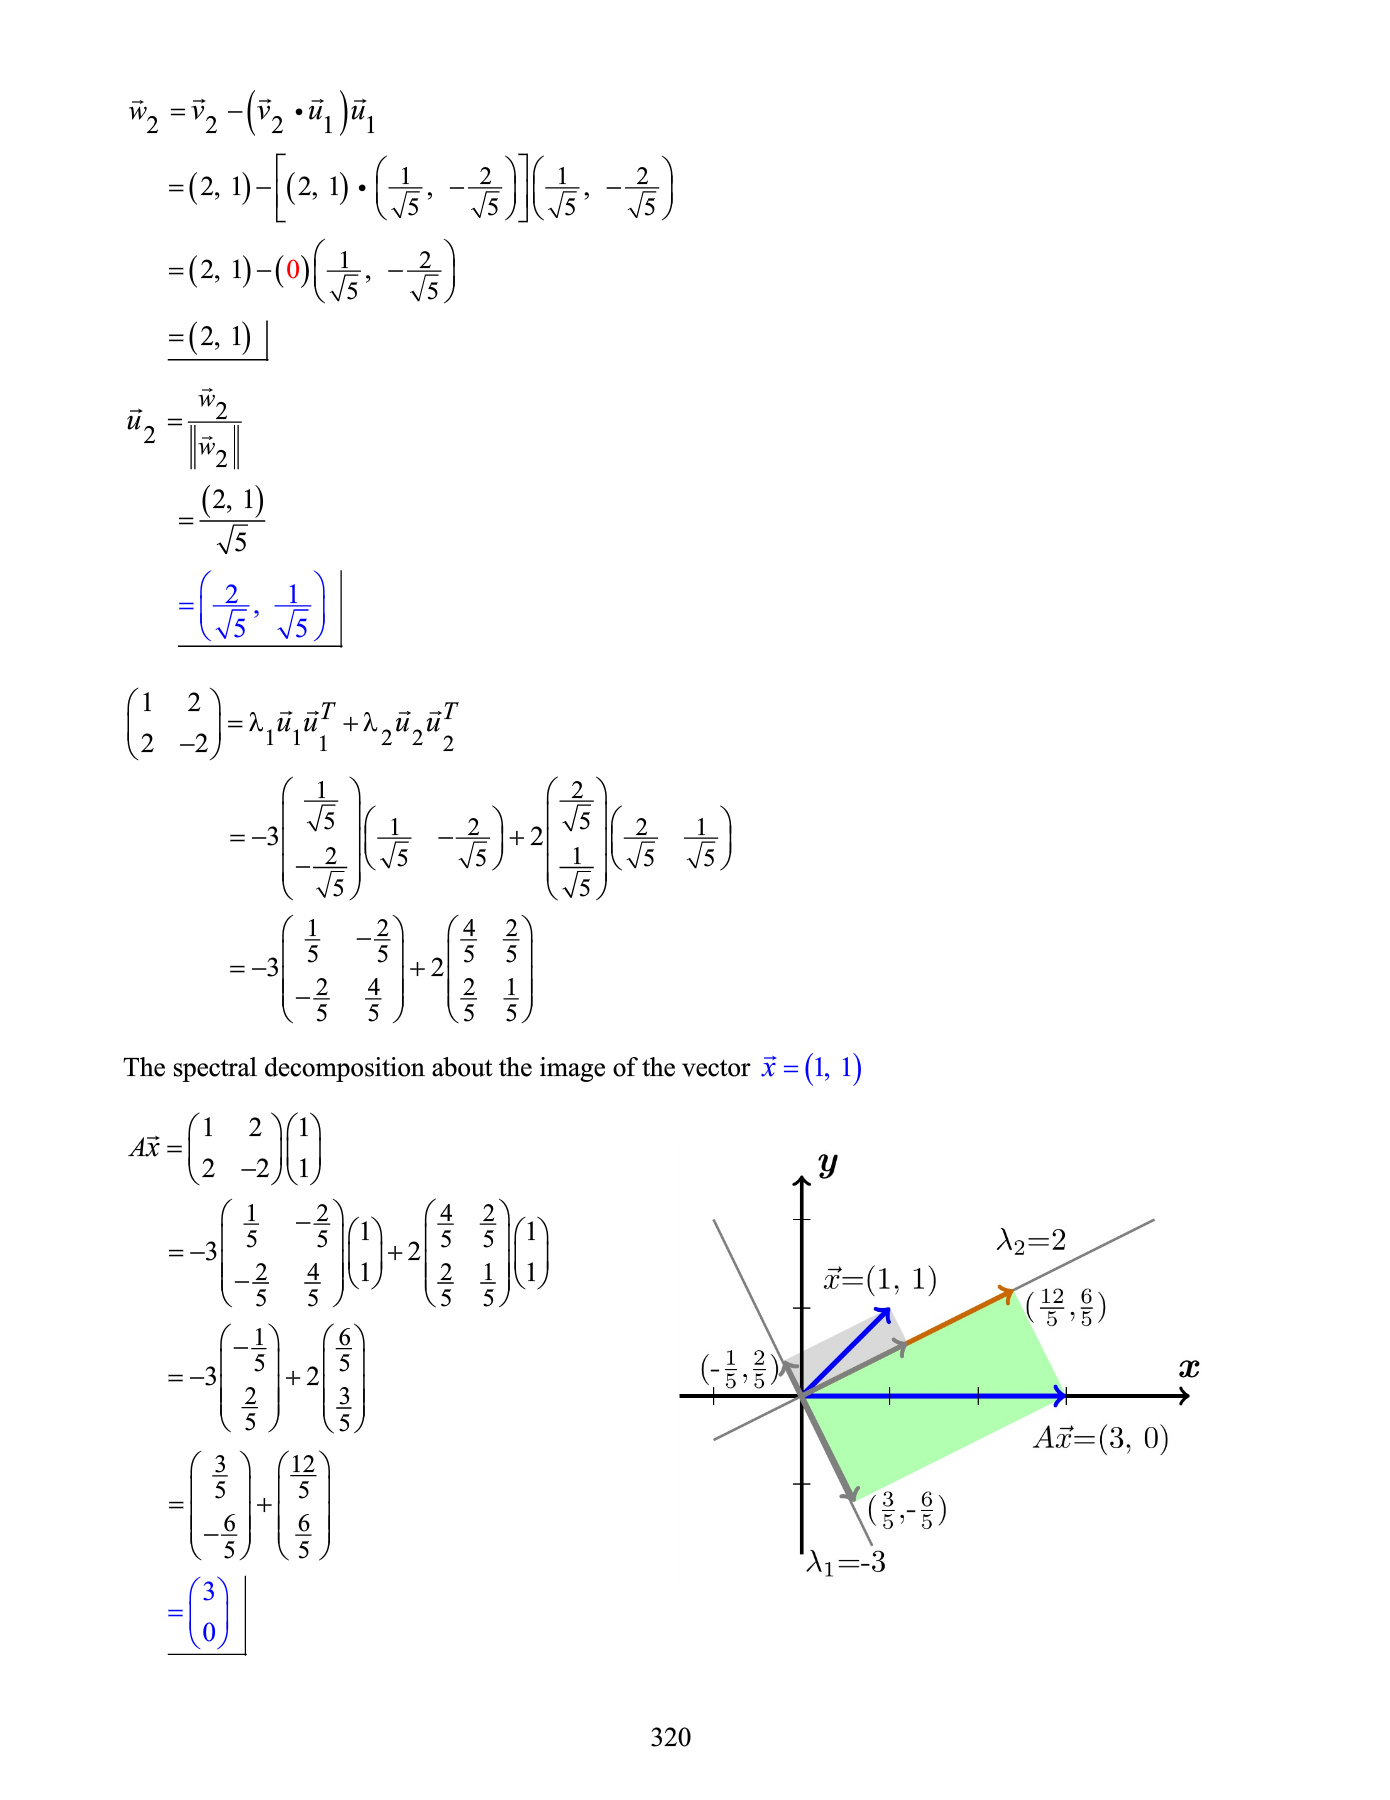 $\vec{w}_2 = \vec{v}_2 - \left(\vec{v}_2 \bullet \vec{u}_1\right)\vec{u}_1$
$= (2, 1) - \left[(2, 1) \bullet \left(\frac{1}{\sqrt{5}}, -\frac{2}{\sqrt{5}}\right)\right]\left(\frac{1}{\sqrt{5}}, -\frac{2}{\sqrt{5}}\right)$
$= (2, 1) - (0)\left(\frac{1}{\sqrt{5}}, -\frac{2}{\sqrt{5}}\right)$
$= (2, 1)$
$\vec{u}_2 = \frac{\vec{w}_2}{\left\|\vec{w}_2\right\|}$
$= \frac{(2, 1)}{\sqrt{5}}$
$= \left(\frac{2}{\sqrt{5}}, \frac{1}{\sqrt{5}}\right)$
$\begin{pmatrix} 1 & 2 \\ 2 & -2 \end{pmatrix} = \lambda_1 \vec{u}_1 \vec{u}_1^T + \lambda_2 \vec{u}_2 \vec{u}_2^T$
$= -3 \begin{pmatrix} \frac{1}{\sqrt{5}} \\ -\frac{2}{\sqrt{5}} \end{pmatrix} \begin{pmatrix} \frac{1}{\sqrt{5}} & -\frac{2}{\sqrt{5}} \end{pmatrix} + 2 \begin{pmatrix} \frac{2}{\sqrt{5}} \\ \frac{1}{\sqrt{5}} \end{pmatrix} \begin{pmatrix} \frac{2}{\sqrt{5}} & \frac{1}{\sqrt{5}} \end{pmatrix}$
$= -3 \begin{pmatrix} \frac{1}{5} & -\frac{2}{5} \\ -\frac{2}{5} & \frac{4}{5} \end{pmatrix} + 2 \begin{pmatrix} \frac{4}{5} & \frac{2}{5} \\ \frac{2}{5} & \frac{1}{5} \end{pmatrix}$
The spectral decomposition about the image of the vector $\vec{x} = (1, 1)$
$A\vec{x} = \begin{pmatrix} 1 & 2 \\ 2 & -2 \end{pmatrix} \begin{pmatrix} 1 \\ 1 \end{pmatrix}$
$= -3 \begin{pmatrix} \frac{1}{5} & -\frac{2}{5} \\ -\frac{2}{5} & \frac{4}{5} \end{pmatrix} \begin{pmatrix} 1 \\ 1 \end{pmatrix} + 2 \begin{pmatrix} \frac{4}{5} & \frac{2}{5} \\ \frac{2}{5} & \frac{1}{5} \end{pmatrix} \begin{pmatrix} 1 \\ 1 \end{pmatrix}$
$= -3 \begin{pmatrix} -\frac{1}{5} \\ \frac{2}{5} \end{pmatrix} + 2 \begin{pmatrix} \frac{6}{5} \\ \frac{3}{5} \end{pmatrix}$
$= \begin{pmatrix} \frac{3}{5} \\ -\frac{6}{5} \end{pmatrix} + \begin{pmatrix} \frac{12}{5} \\ \frac{6}{5} \end{pmatrix}$
$= \begin{pmatrix} 3 \\ 0 \end{pmatrix}$
y
$\lambda_2$=2
$\vec{x}$=(1, 1)
$(\frac{12}{5}, \frac{6}{5})$
$(-\frac{1}{5}, \frac{2}{5})$
x
$A\vec{x}$=(3, 0)
$(\frac{3}{5}, -\frac{6}{5})$
$\lambda_1$=-3
320